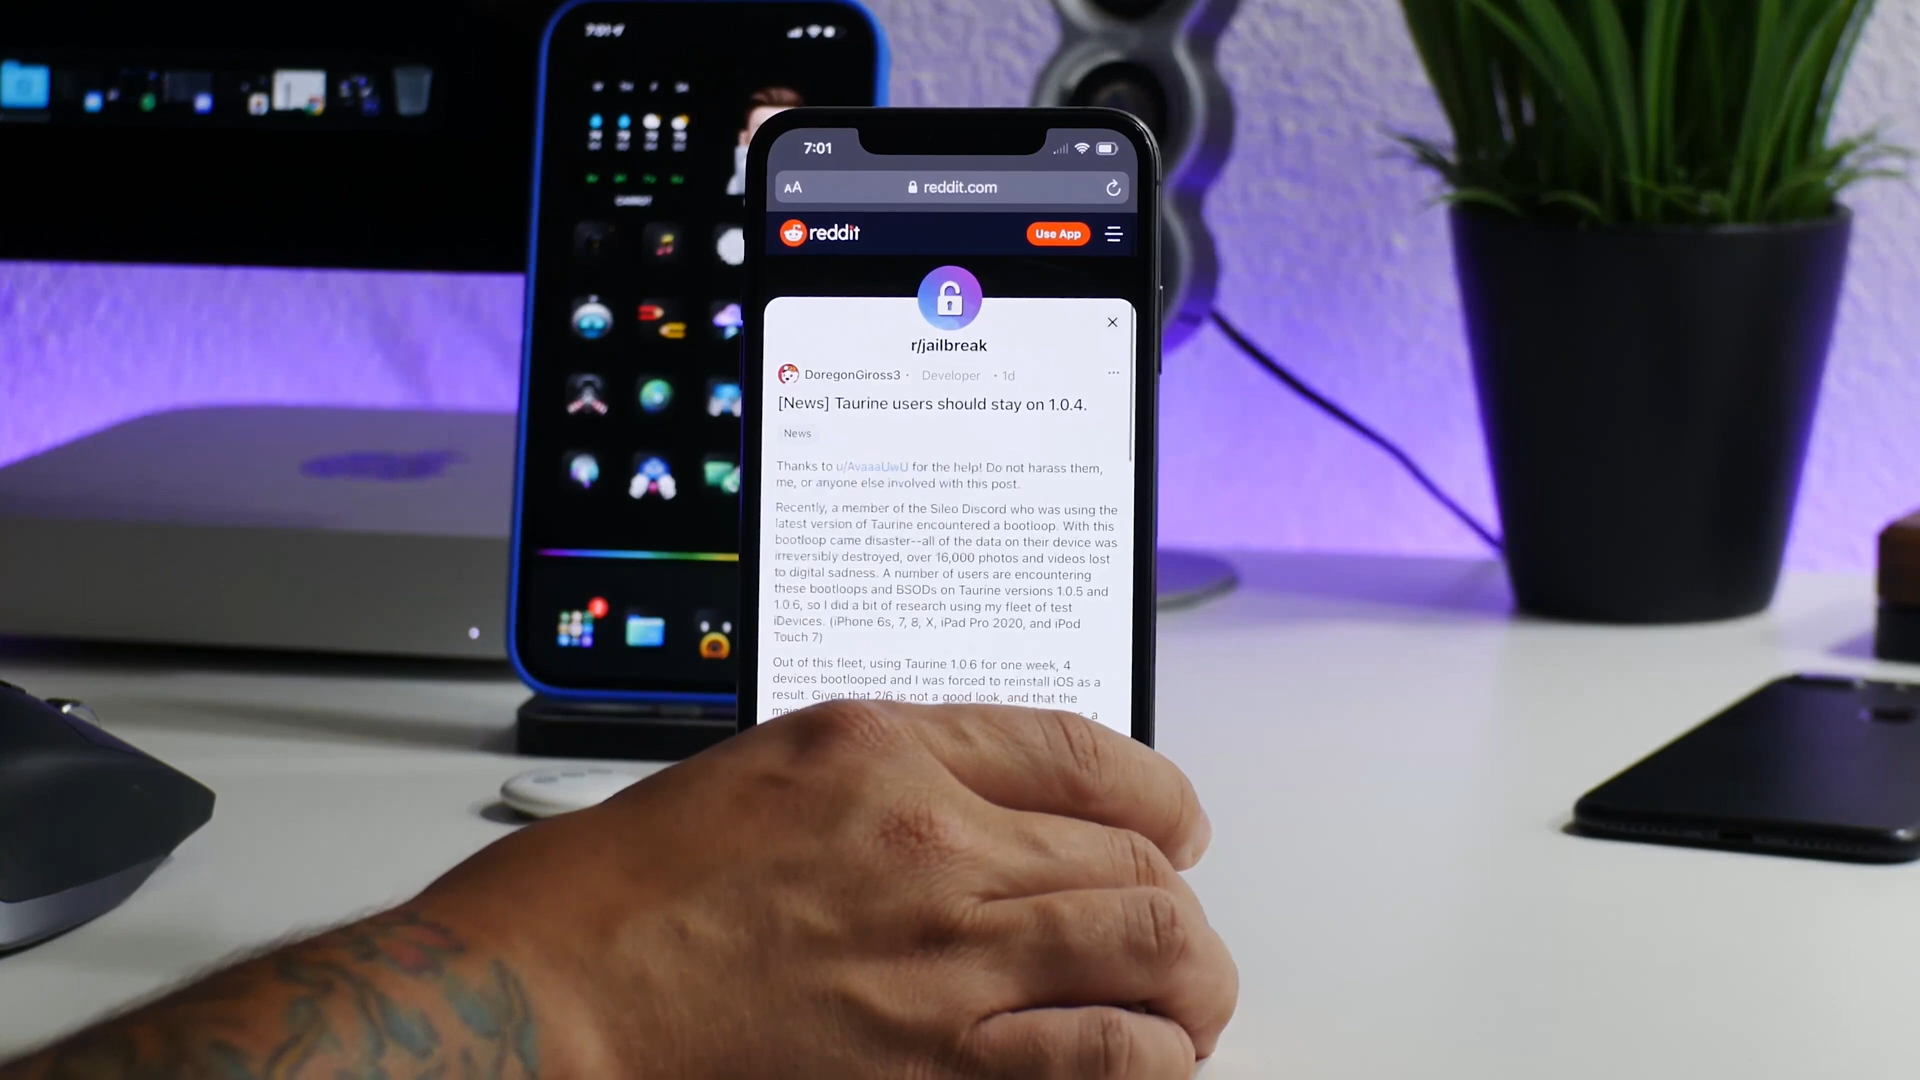 7:01
7:01
AA
reddit.com
reddit
Use App
r/jailbreak
DoregonGiross3 · Developer · 1d
[News] Taurine users should stay on 1.0.4.
News
Thanks to u/AvaaaUwU for the help! Do not harass them,
me, or anyone else involved with this post.
Recently, a member of the Sileo Discord who was using the
latest version of Taurine encountered a bootloop. With this
bootloop came disaster--all of the data on their device was
irreversibly destroyed, over 16,000 photos and videos lost
to digital sadness. A number of users are encountering
these bootloops and BSODs on Taurine versions 1.0.5 and
1.0.6, so I did a bit of research using my fleet of test
iDevices. (iPhone 6s, 7, 8, X, iPad Pro 2020, and iPod
Touch 7)
Out of this fleet, using Taurine 1.0.6 for one week, 4
devices bootlooped and I was forced to reinstall iOS as a
result. Given that 2/6 is not a good look, and that the
a